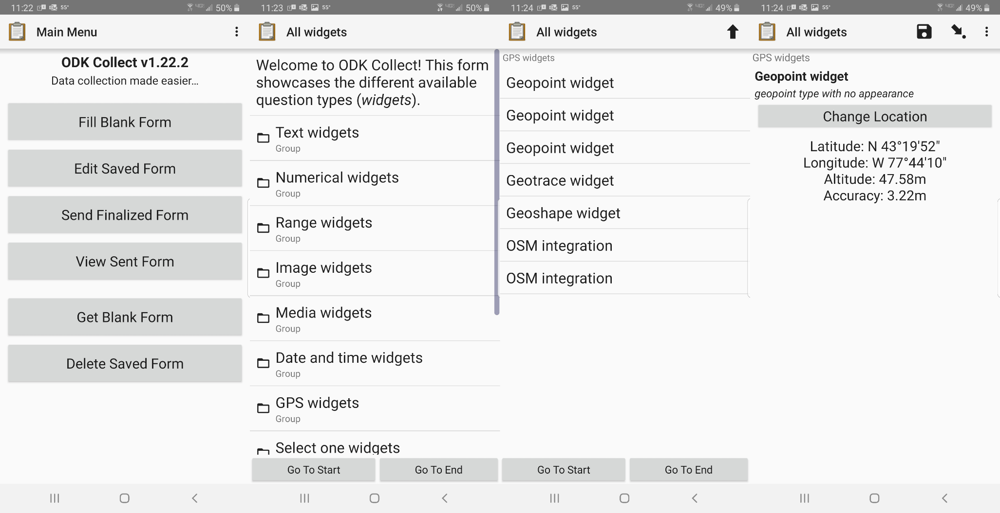 11:22 55° 4G 50%
Main Menu
ODK Collect v1.22.2
Data collection made easier...
Fill Blank Form
Edit Saved Form
Send Finalized Form
View Sent Form
Get Blank Form
Delete Saved Form
11:23 55° 4G 50%
All widgets
Welcome to ODK Collect! This form
showcases the different available
question types (widgets).
Text widgets
Group
Numerical widgets
Group
Range widgets
Group
Image widgets
Group
Media widgets
Group
Date and time widgets
Group
GPS widgets
Group
Select one widgets
Go To Start
Go To End
11:24 55° 4G 49%
All widgets
GPS widgets
Geopoint widget
Geopoint widget
Geopoint widget
Geotrace widget
Geoshape widget
OSM integration
OSM integration
Go To Start
Go To End
11:24 55° 4G 49%
All widgets
GPS widgets
Geopoint widget
geopoint type with no appearance
Change Location
Latitude: N 43°19'52"
Longitude: W 77°44'10"
Altitude: 47.58m
Accuracy: 3.22m